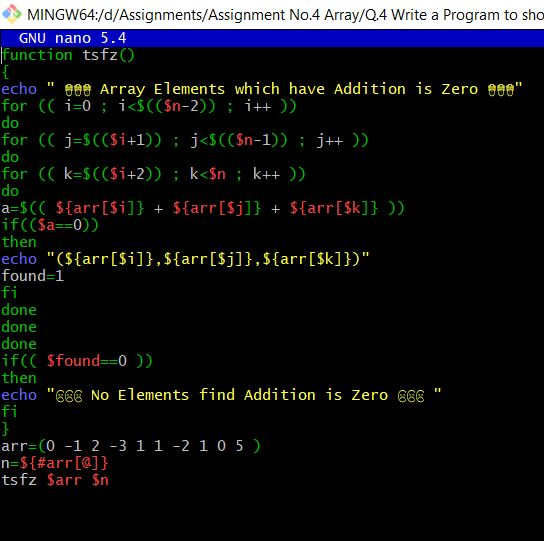 MINGW64:/d/Assignments/Assignment No.4 Array/Q.4 Write a Program to sho
GNU nano 5.4
function tsfz()
{
echo " Array Elements which have Addition is Zero "
for (( i=0 ; i<$(($n-2)) ; i++ ))
do
for (( j=$(($i+1)) ; j<$(($n-1)) ; j++ ))
do
for (( k=$(($i+2)) ; k<$n ; k++ ))
do
a=$(( ${arr[$i]} + ${arr[$j]} + ${arr[$k]} ))
if(($a==0))
then
echo "(${arr[$i]},${arr[$j]},${arr[$k]})"
found=1
fi
done
done
done
if(( $found==0 ))
then
echo " No Elements find Addition is Zero "
fi
}
arr=(0 -1 2 -3 1 1 -2 1 0 5 )
n=${#arr[@]}
tsfz $arr $n